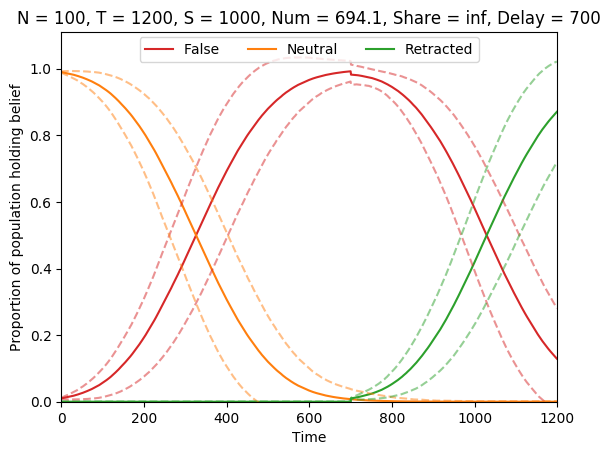 N = 100, T = 1200, S = 1000, Num = 694.1, Share = inf, Delay = 700
False Neutral Retracted
Proportion of population holding belief
1.0
0.8
0.6
0.4
0.2
0.0
0 200 400 600 800 1000 1200
Time